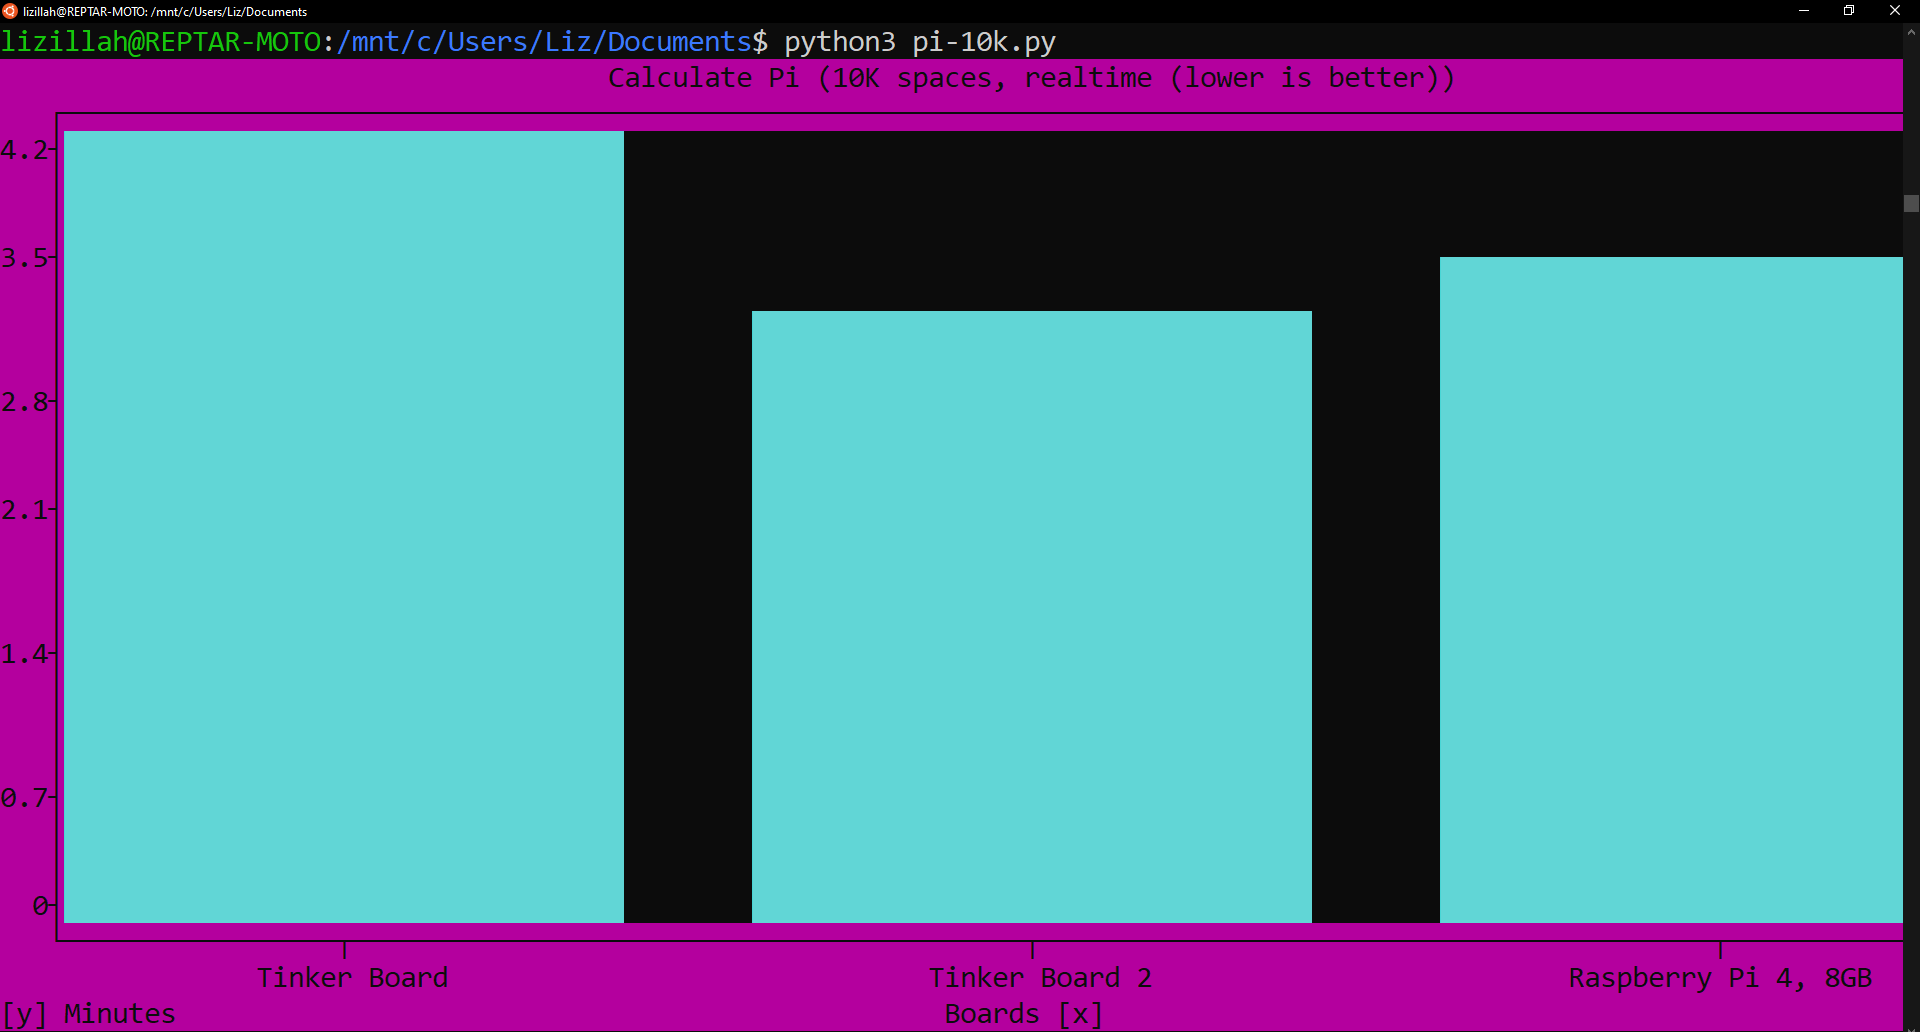 lizillah@REPTAR-MOTO: /mnt/c/Users/Liz/Documents
lizillah@REPTAR-MOTO:/mnt/c/Users/Liz/Documents$ python3 pi-10k.py
Calculate Pi (10K spaces, realtime (lower is better))
4.2
3.5
2.8
2.1
1.4
0.7
0
Tinker Board Tinker Board 2 Raspberry Pi 4, 8GB
[y] Minutes Boards [x]